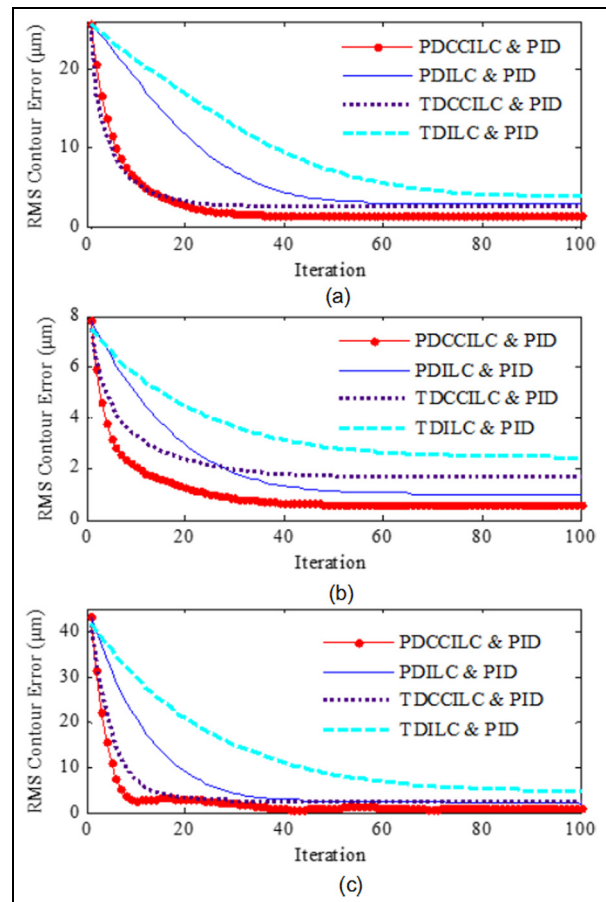 RMS Contour Error (μm)
20
10
0
PDCCILC & PID
PDILC & PID
TDCCILC & PID
TDILC & PID
0 20 40 60 80 100
Iteration
(a)
RMS Contour Error (μm)
8
6
4
2
0
PDCCILC & PID
PDILC & PID
TDCCILC & PID
TDILC & PID
0 20 40 60 80 100
Iteration
(b)
RMS Contour Error (μm)
40
30
20
10
0
PDCCILC & PID
PDILC & PID
TDCCILC & PID
TDILC & PID
0 20 40 60 80 100
Iteration
(c)